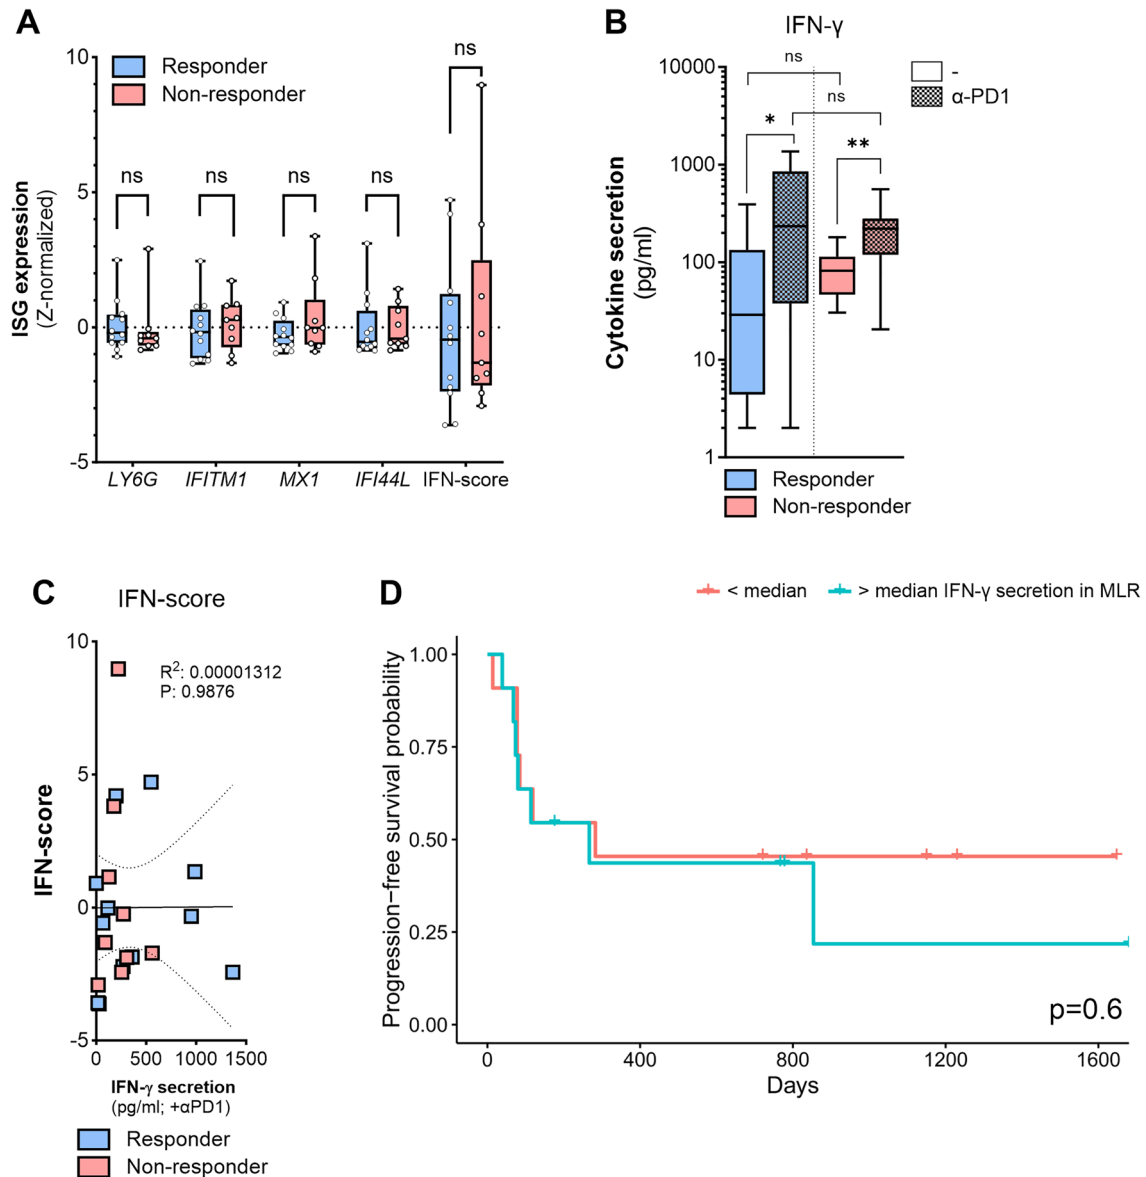 A
ISG expression
(Z-normalized)
10
5
0
-5
Responder
Non-responder
ns
ns
ns
ns
ns
LY6G
IFITM1
MX1
IFI44L
IFN-score
B
IFN-γ
Cytokine secretion
(pg/ml)
10000
1000
100
10
1
ns
ns
*
**
-
α-PD1
Responder
Non-responder
C
IFN-score
IFN-score
10
5
0
-5
R2: 0.00001312
P: 0.9876
0 500 1000 1500
IFN-γ secretion
(pg/ml; +αPD1)
Responder
Non-responder
D
< median
> median IFN-γ secretion in MLR
Progression−free survival probability
1.00
0.75
0.50
0.25
0.00
p=0.6
0 400 800 1200 1600
Days